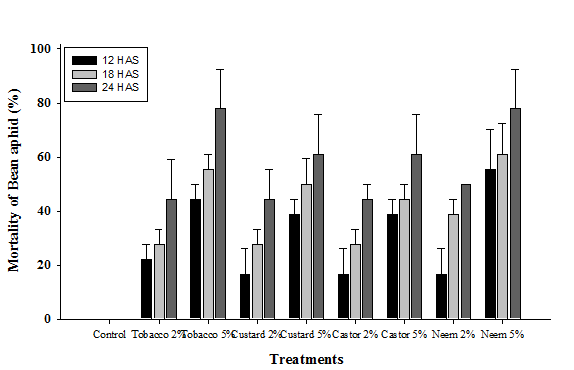 100
80
60
40
20
0
Mortality of Bean aphid (%)
12 HAS
18 HAS
24 HAS
Control Tobacco 2% Tobacco 5% Custard 2% Custard 5% Castor 2% Castor 5% Neem 2% Neem 5%
Treatments